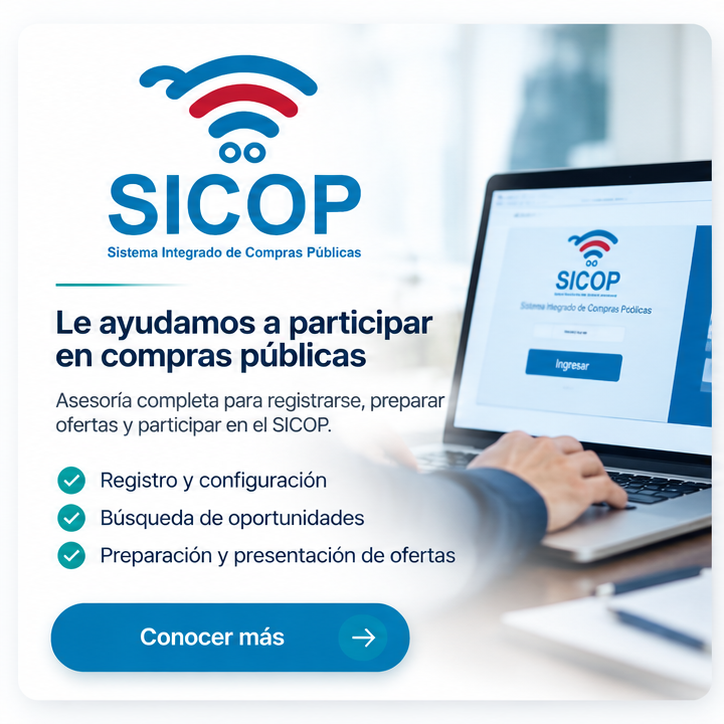 SICOP
Sistema Integrado de Compras Públicas
Le ayudamos a participar
en compras públicas
Asesoría completa para registrarse, preparar
ofertas y participar en el SICOP.
Registro y configuración
Búsqueda de oportunidades
Preparación y presentación de ofertas
Conocer más
SICOP
Integrado de Compras
Ingresar